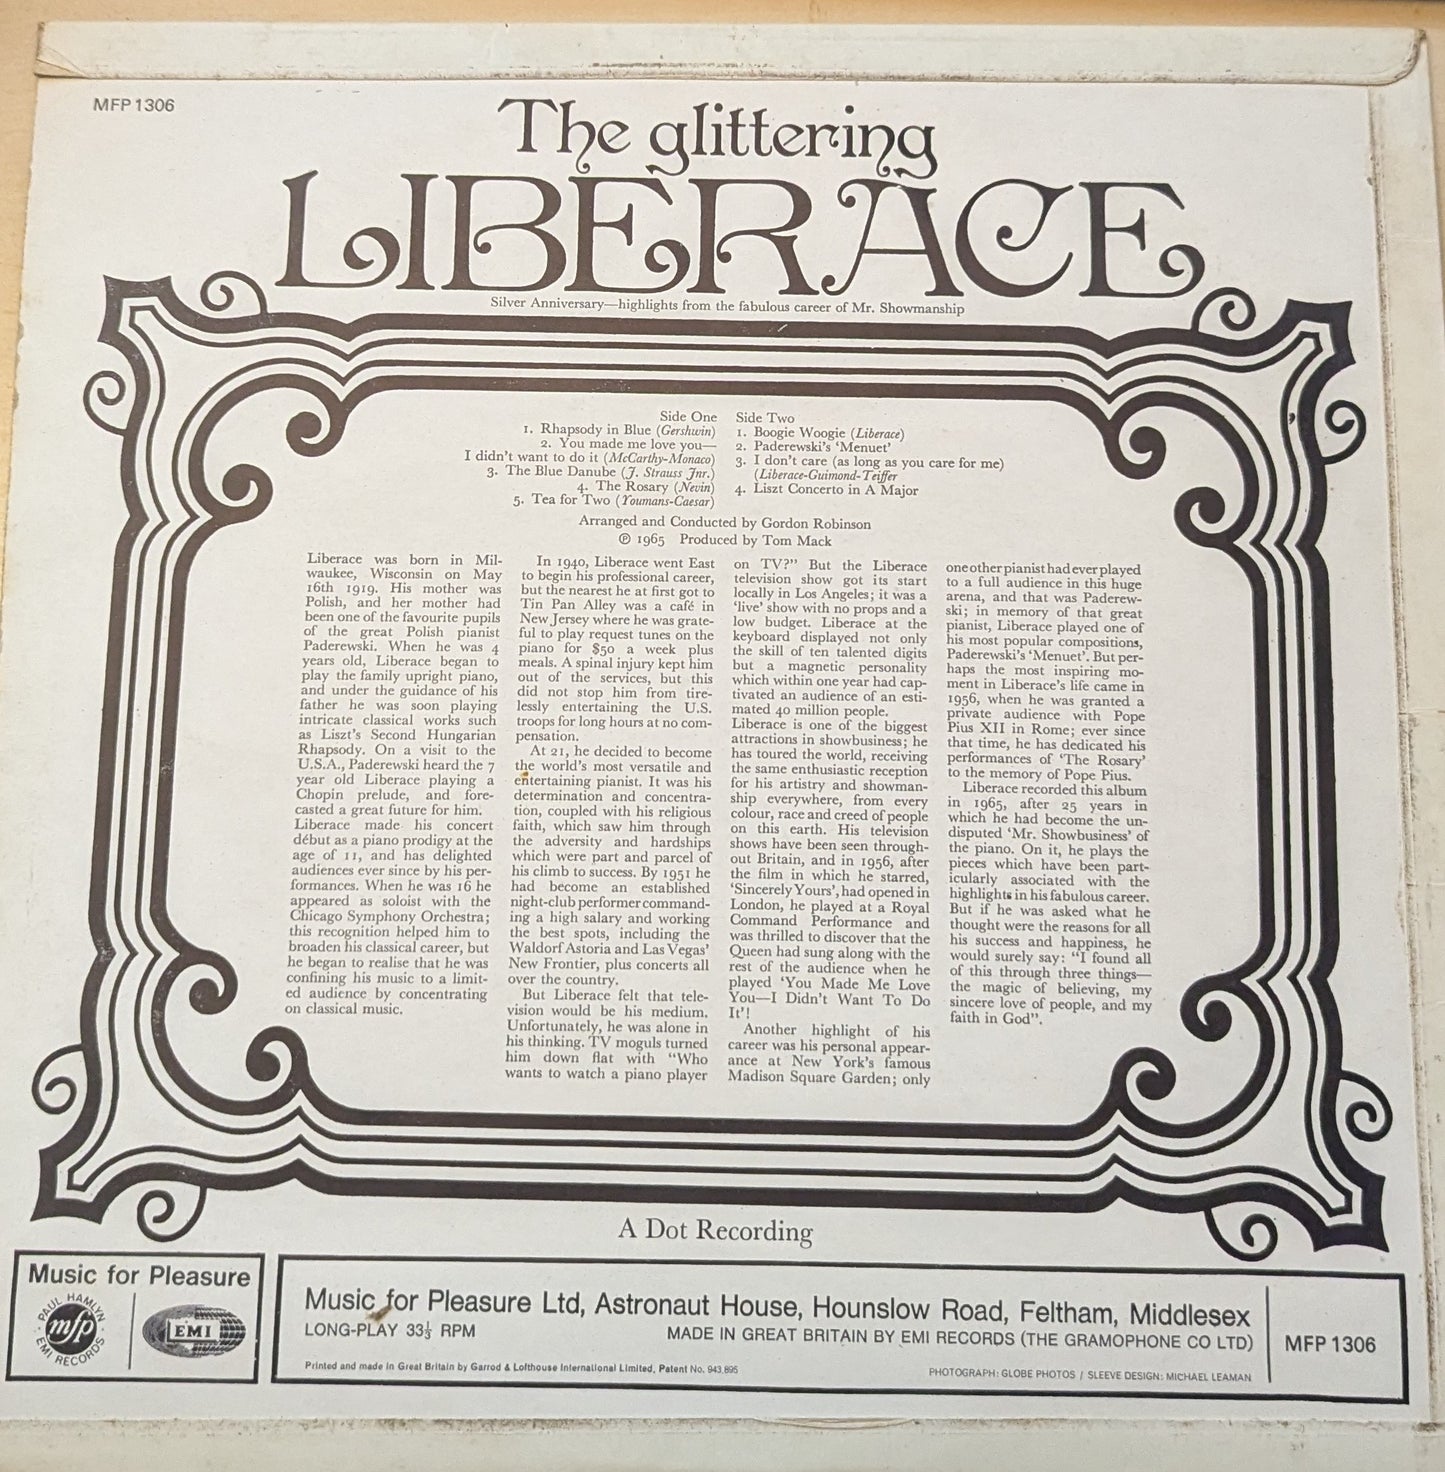 MFP 1306
The glittering
LIBERACE
Silver Anniversary—highlights from the fabulous career of Mr. Showmanship
Side One
1. Rhapsody in Blue (Gershwin)
2. You made me love you—
I didn't want to do it (McCarthy-Monaco)
3. The Blue Danube (J. Strauss Jnr.)
4. The Rosary (Nevin)
5. Tea for Two (Youmans-Caesar)
Side Two
1. Boogie Woogie (Liberace)
2. Paderewski's 'Menuet'
3. I don't care (as long as you care for me)
(Liberace-Guimond-Teiffer
4. Liszt Concerto in A Major
Arranged and Conducted by Gordon Robinson
℗ 1965 Produced by Tom Mack
Liberace was born in Mil-
waukee, Wisconsin on May
16th 1919. His mother was
Polish, and her mother had
been one of the favourite pupils
of the great Polish pianist
Paderewski. When he was 4
years old, Liberace began to
play the family upright piano,
and under the guidance of his
father he was soon playing
intricate classical works such
as Liszt's Second Hungarian
Rhapsody. On a visit to the
U.S.A., Paderewski heard the 7
year old Liberace playing a
Chopin prelude, and fore-
casted a great future for him.
Liberace made his concert
début as a piano prodigy at the
age of 11, and has delighted
audiences ever since by his per-
formances. When he was 16 he
appeared as soloist with the
Chicago Symphony Orchestra;
this recognition helped him to
broaden his classical career, but
he began to realise that he was
confining his music to a limit-
ed audience by concentrating
on classical music.
In 1940, Liberace went East
to begin his professional career,
but the nearest he at first got to
Tin Pan Alley was a café in
New Jersey where he was grate-
ful to play request tunes on the
piano for $50 a week plus
meals. A spinal injury kept him
out of the services, but this
did not stop him from tire-
lessly entertaining the U.S.
troops for long hours at no com-
pensation.
At 21, he decided to become
the world's most versatile and
entertaining pianist. It was his
determination and concentra-
tion, coupled with his religious
faith, which saw him through
the adversity and hardships
which were part and parcel of
his climb to success. By 1951 he
had become an established
night-club performer command-
ing a high salary and working
the best spots, including the
Waldorf Astoria and Las Vegas'
New Frontier, plus concerts all
over the country.
But Liberace felt that tele-
vision would be his medium.
Unfortunately, he was alone in
his thinking. TV moguls turned
him down flat with "Who
wants to watch a piano player
on TV?" But the Liberace
television show got its start
locally in Los Angeles; it was a
'live' show with no props and a
low budget. Liberace at the
keyboard displayed not only
the skill of ten talented digits
but a magnetic personality
which within one year had cap-
tivated an audience of an esti-
mated 40 million people.
Liberace is one of the biggest
attractions in showbusiness; he
has toured the world, receiving
the same enthusiastic reception
for his artistry and showman-
ship everywhere, from every
colour, race and creed of people
on this earth. His television
shows have been seen through-
out Britain, and in 1956, after
the film in which he starred,
'Sincerely Yours', had opened in
London, he played at a Royal
Command Performance and
was thrilled to discover that the
Queen had sung along with the
rest of the audience when he
played 'You Made Me Love
You—I Didn't Want To Do
It'!
Another highlight of his
career was his personal appear-
ance at New York's famous
Madison Square Garden; only
one other pianist had ever played
to a full audience in this huge
arena, and that was Paderew-
ski; in memory of that great
pianist, Liberace played one of
his most popular compositions,
Paderewski's 'Menuet'. But per-
haps the most inspiring mo-
ment in Liberace's life came in
1956, when he was granted a
private audience with Pope
Pius XII in Rome; ever since
that time, he has dedicated his
performances of 'The Rosary'
to the memory of Pope Pius.
Liberace recorded this album
in 1965, after 25 years in
which he had become the un-
disputed 'Mr. Showbusiness' of
the piano. On it, he plays the
pieces which have been part-
icularly associated with the
highlights in his fabulous career.
But if he was asked what he
thought were the reasons for all
his success and happiness, he
would surely say: "I found all
of this through three things—
the magic of believing, my
sincere love of people, and my
faith in God".
A Dot Recording
Music for Pleasure
PAUL HAMLYN
mfp
EMI RECORDS
EMI
Music for Pleasure Ltd, Astronaut House, Hounslow Road, Feltham, Middlesex
LONG-PLAY 33⅓ RPM
MADE IN GREAT BRITAIN BY EMI RECORDS (THE GRAMOPHONE CO LTD)
Printed and made in Great Britain by Garrod & Lofthouse International Limited, Patent No. 943,895
PHOTOGRAPH: GLOBE PHOTOS / SLEEVE DESIGN: MICHAEL LEAMAN
MFP 1306